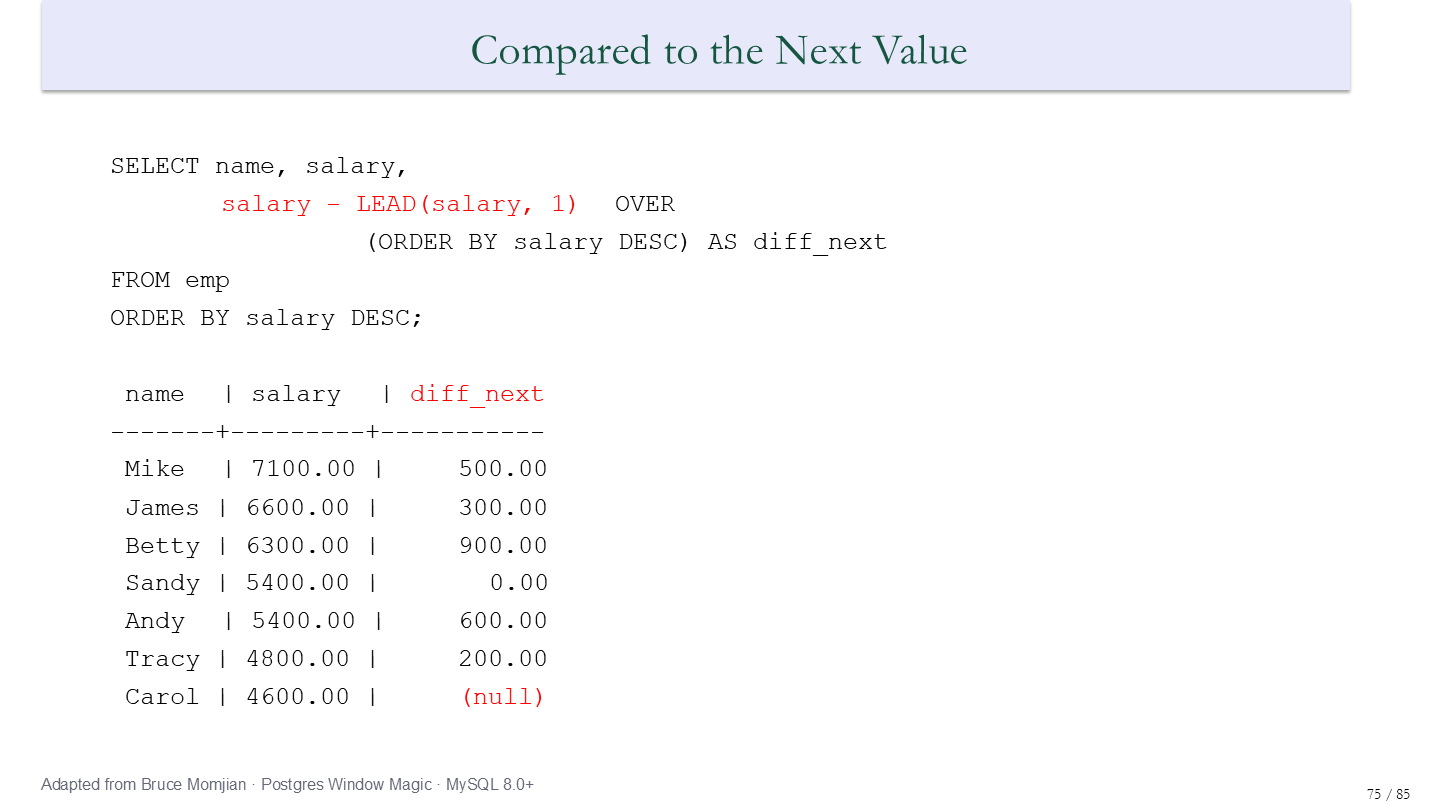 Compared to the Next Value
SELECT name, salary,
salary - LEAD(salary, 1) OVER
(ORDER BY salary DESC) AS diff_next
FROM emp
ORDER BY salary DESC;
name | salary | diff_next
-------+---------+-----------
Mike | 7100.00 | 500.00
James | 6600.00 | 300.00
Betty | 6300.00 | 900.00
Sandy | 5400.00 | 0.00
Andy | 5400.00 | 600.00
Tracy | 4800.00 | 200.00
Carol | 4600.00 | (null)
Adapted from Bruce Momjian · Postgres Window Magic · MySQL 8.0+
75 / 85